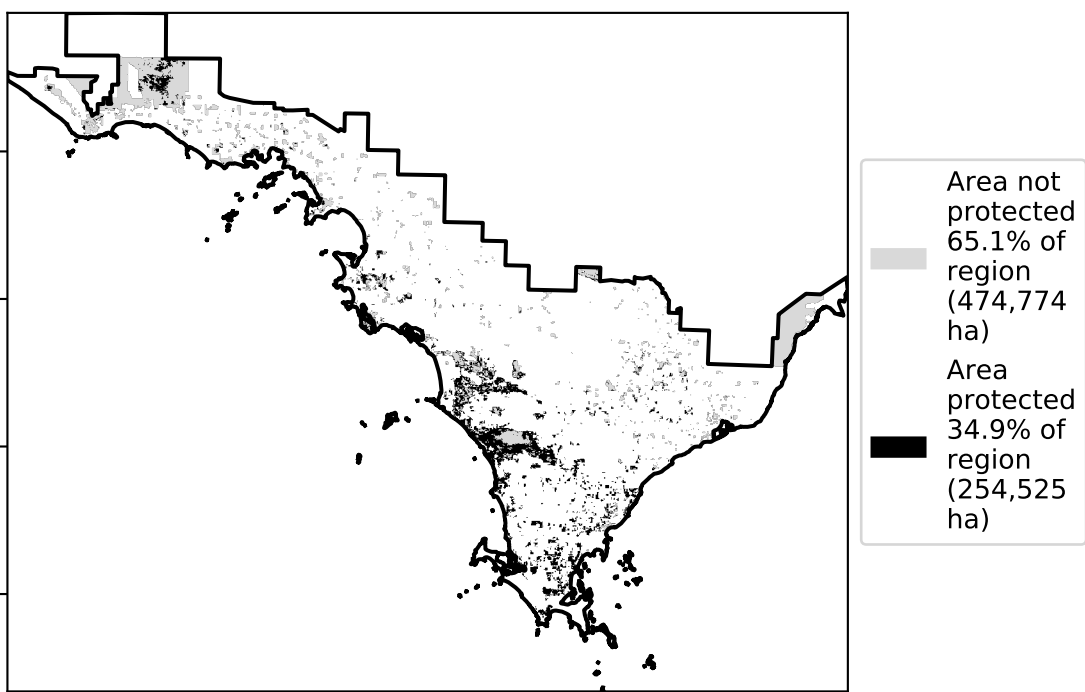 Area not
protected
65.1% of
region
(474,774
ha)
Area
protected
34.9% of
region
(254,525
ha)